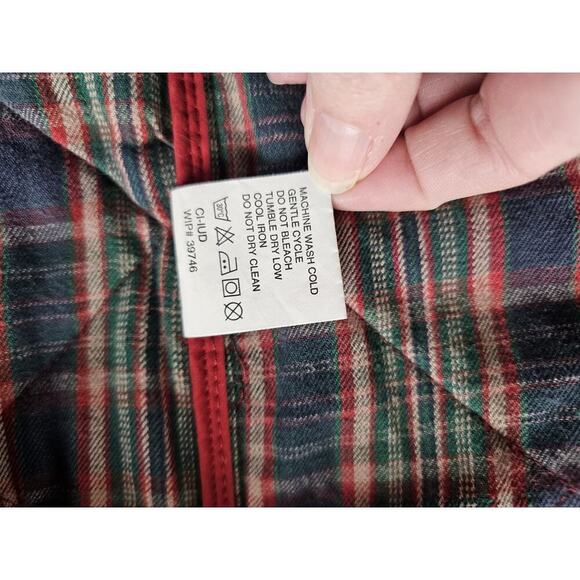 MACHINE WASH COLD
GENTLE CYCLE
DO NOT BLEACH
TUMBLE DRY LOW
COOL IRON
DO NOT DRY CLEAN
30°C
CI-IUD
WIP# 39746